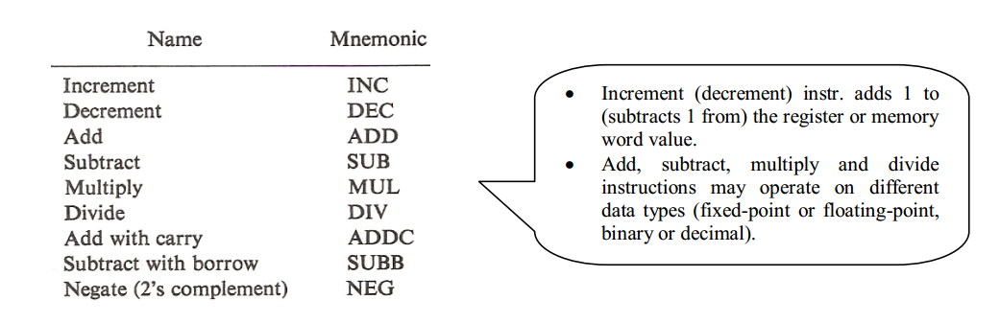 Name Mnemonic
Increment INC
Decrement DEC
Add ADD
Subtract SUB
Multiply MUL
Divide DIV
Add with carry ADDC
Subtract with borrow SUBB
Negate (2's complement) NEG
• Increment (decrement) instr. adds 1 to
(subtracts 1 from) the register or memory
word value.
• Add, subtract, multiply and divide
instructions may operate on different
data types (fixed-point or floating-point,
binary or decimal).